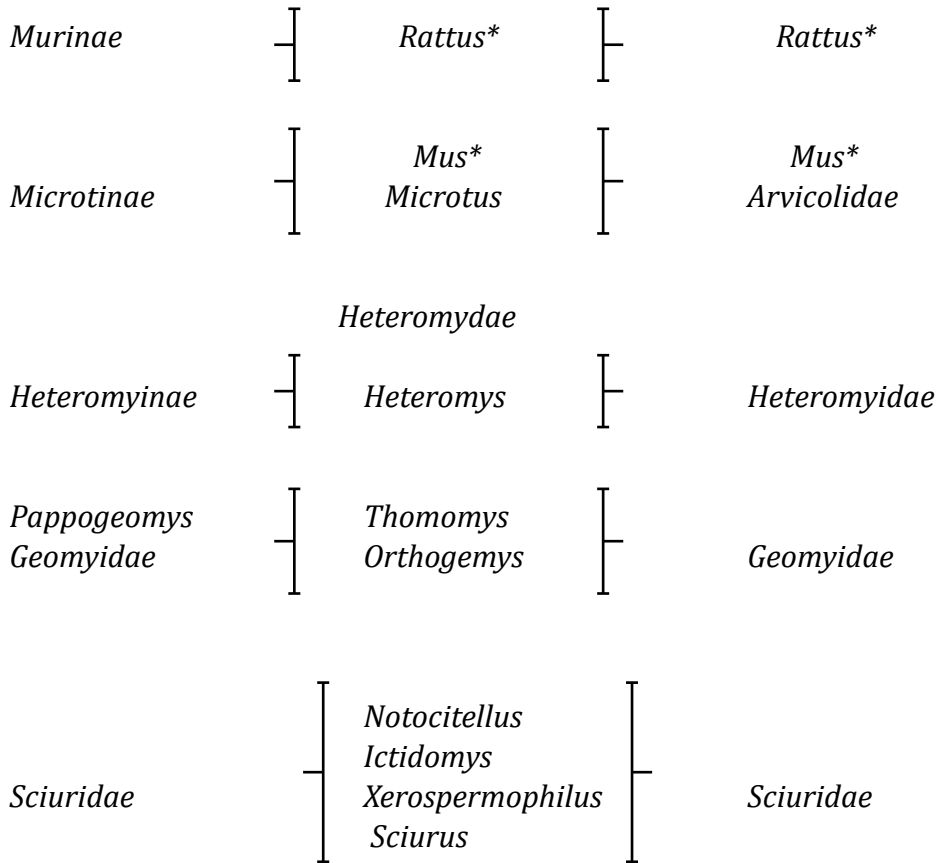 Murinae Rattus* Rattus*
Mus* Mus*
Microtinae Microtus Arvicolidae
Heteromydae
Heteromyinae Heteromys Heteromyidae
Pappogeomys Thomomys
Geomyidae Orthogemys Geomyidae
Notocitellus
Ictidomys
Sciuridae Xerospermophilus Sciuridae
Sciurus